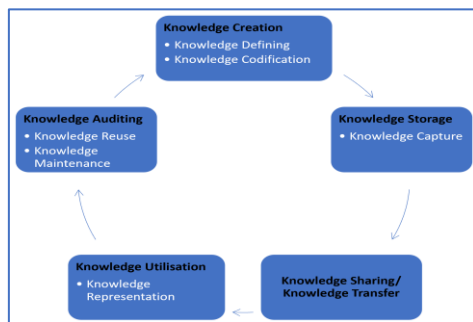 Knowledge Creation
• Knowledge Defining
• Knowledge Codification
Knowledge Storage
• Knowledge Capture
Knowledge Sharing/
Knowledge Transfer
Knowledge Utilisation
• Knowledge
Representation
Knowledge Auditing
• Knowledge Reuse
• Knowledge
Maintenance